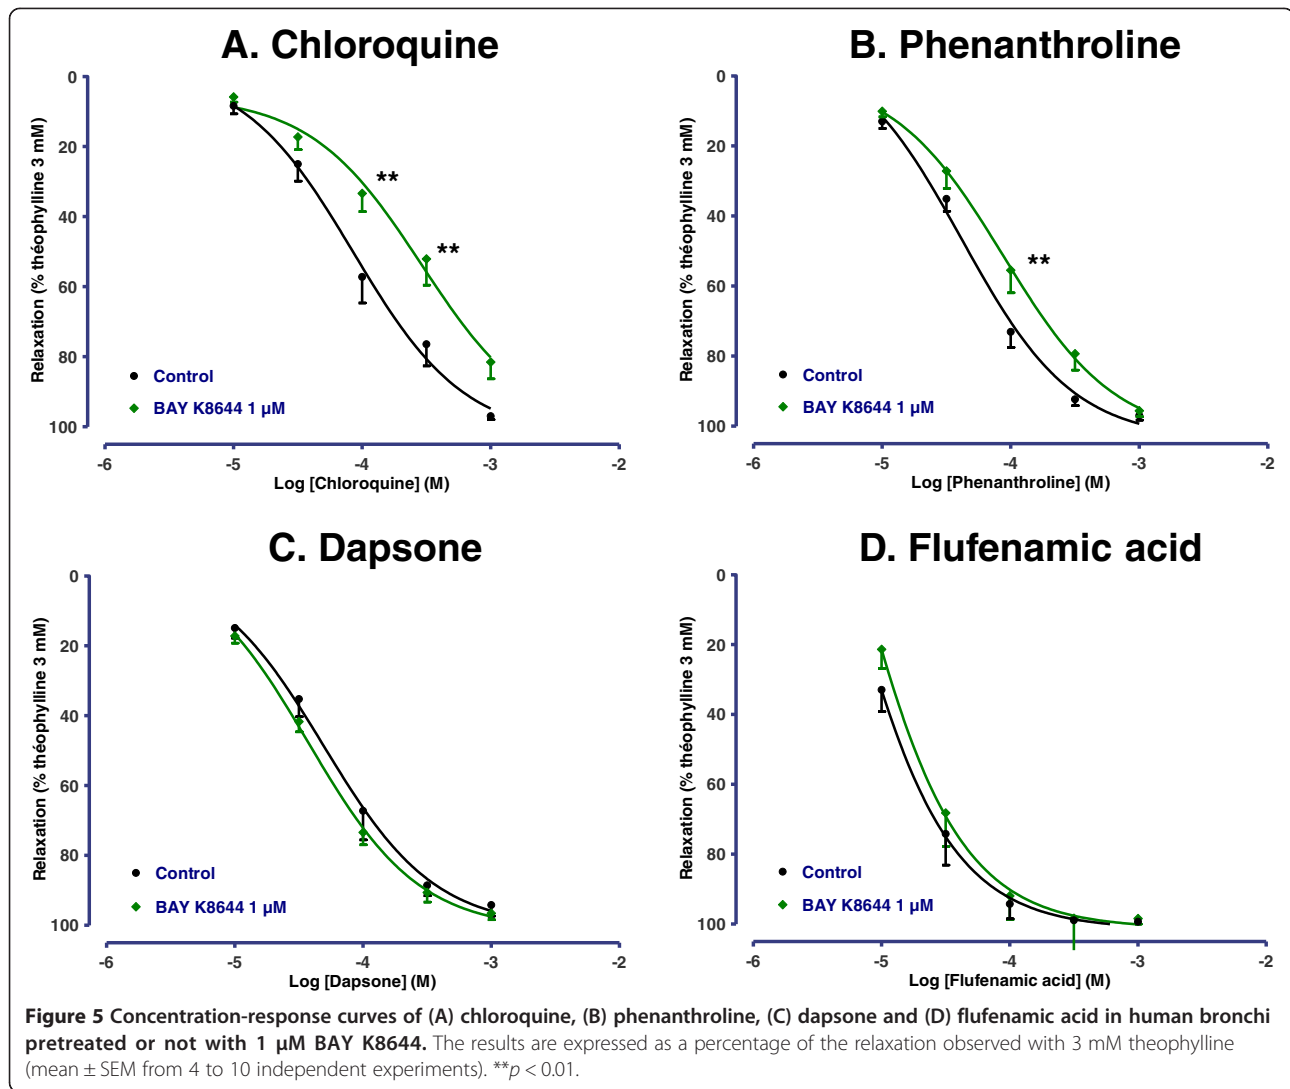 A. Chloroquine
0
20
40
60
80
100
Relaxation (% théophylline 3 mM)
**
**
Control
BAY K8644 1 µM
-6
-5
-4
-3
-2
Log [Chloroquine] (M)
B. Phenanthroline
0
20
40
60
80
100
Relaxation (% théophylline 3 mM)
**
Control
BAY K8644 1 µM
-6
-5
-4
-3
-2
Log [Phenanthroline] (M)
C. Dapsone
0
20
40
60
80
100
Relaxation (% théophylline 3 mM)
Control
BAY K8644 1 µM
-6
-5
-4
-3
-2
Log [Dapsone] (M)
D. Flufenamic acid
0
20
40
60
80
100
Relaxation (% théophylline 3 mM)
Control
BAY K8644 1 µM
-6
-5
-4
-3
-2
Log [Flufenamic acid] (M)
Figure 5 Concentration-response curves of (A) chloroquine, (B) phenanthroline, (C) dapsone and (D) flufenamic acid in human bronchi
pretreated or not with 1 µM BAY K8644. The results are expressed as a percentage of the relaxation observed with 3 mM theophylline
(mean ± SEM from 4 to 10 independent experiments). **p < 0.01.